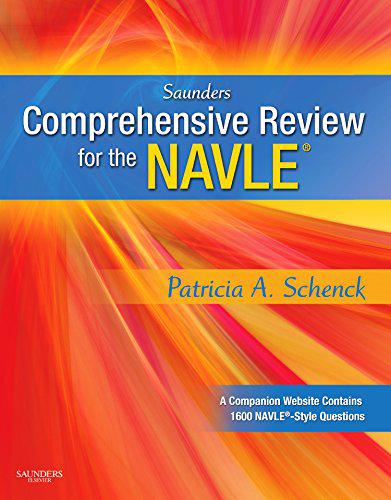 Saunders
Comprehensive Review
for the NAVLE®
Patricia A. Schenck
A Companion Website Contains
1600 NAVLE®-Style Questions
SAUNDERS
ELSEVIER